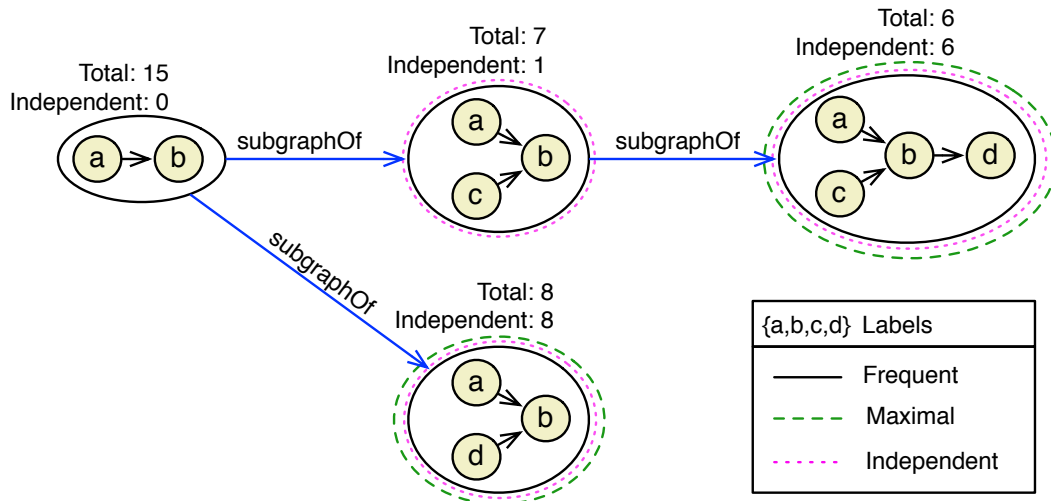 Total: 15
Independent: 0
a
b
subgraphOf
Total: 7
Independent: 1
a
b
c
subgraphOf
Total: 6
Independent: 6
a
b
d
c
subgraphOf
Total: 8
Independent: 8
a
b
d
{a,b,c,d} Labels
Frequent
Maximal
Independent